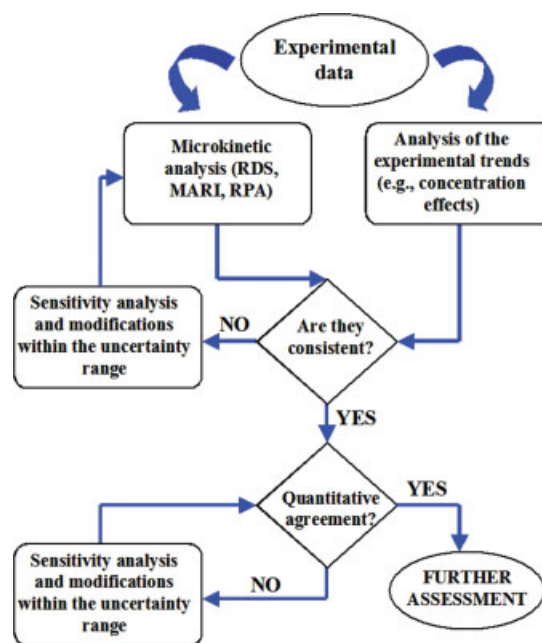 Experimental
data
Microkinetic
analysis (RDS,
MARI, RPA)
Analysis of the
experimental trends
(e.g., concentration
effects)
Sensitivity analysis
and modifications
within the uncertainty
range
NO
Are they
consistent?
YES
Quantitative
agreement?
YES
Sensitivity analysis
and modifications
within the uncertainty
range
NO
FURTHER
ASSESSMENT